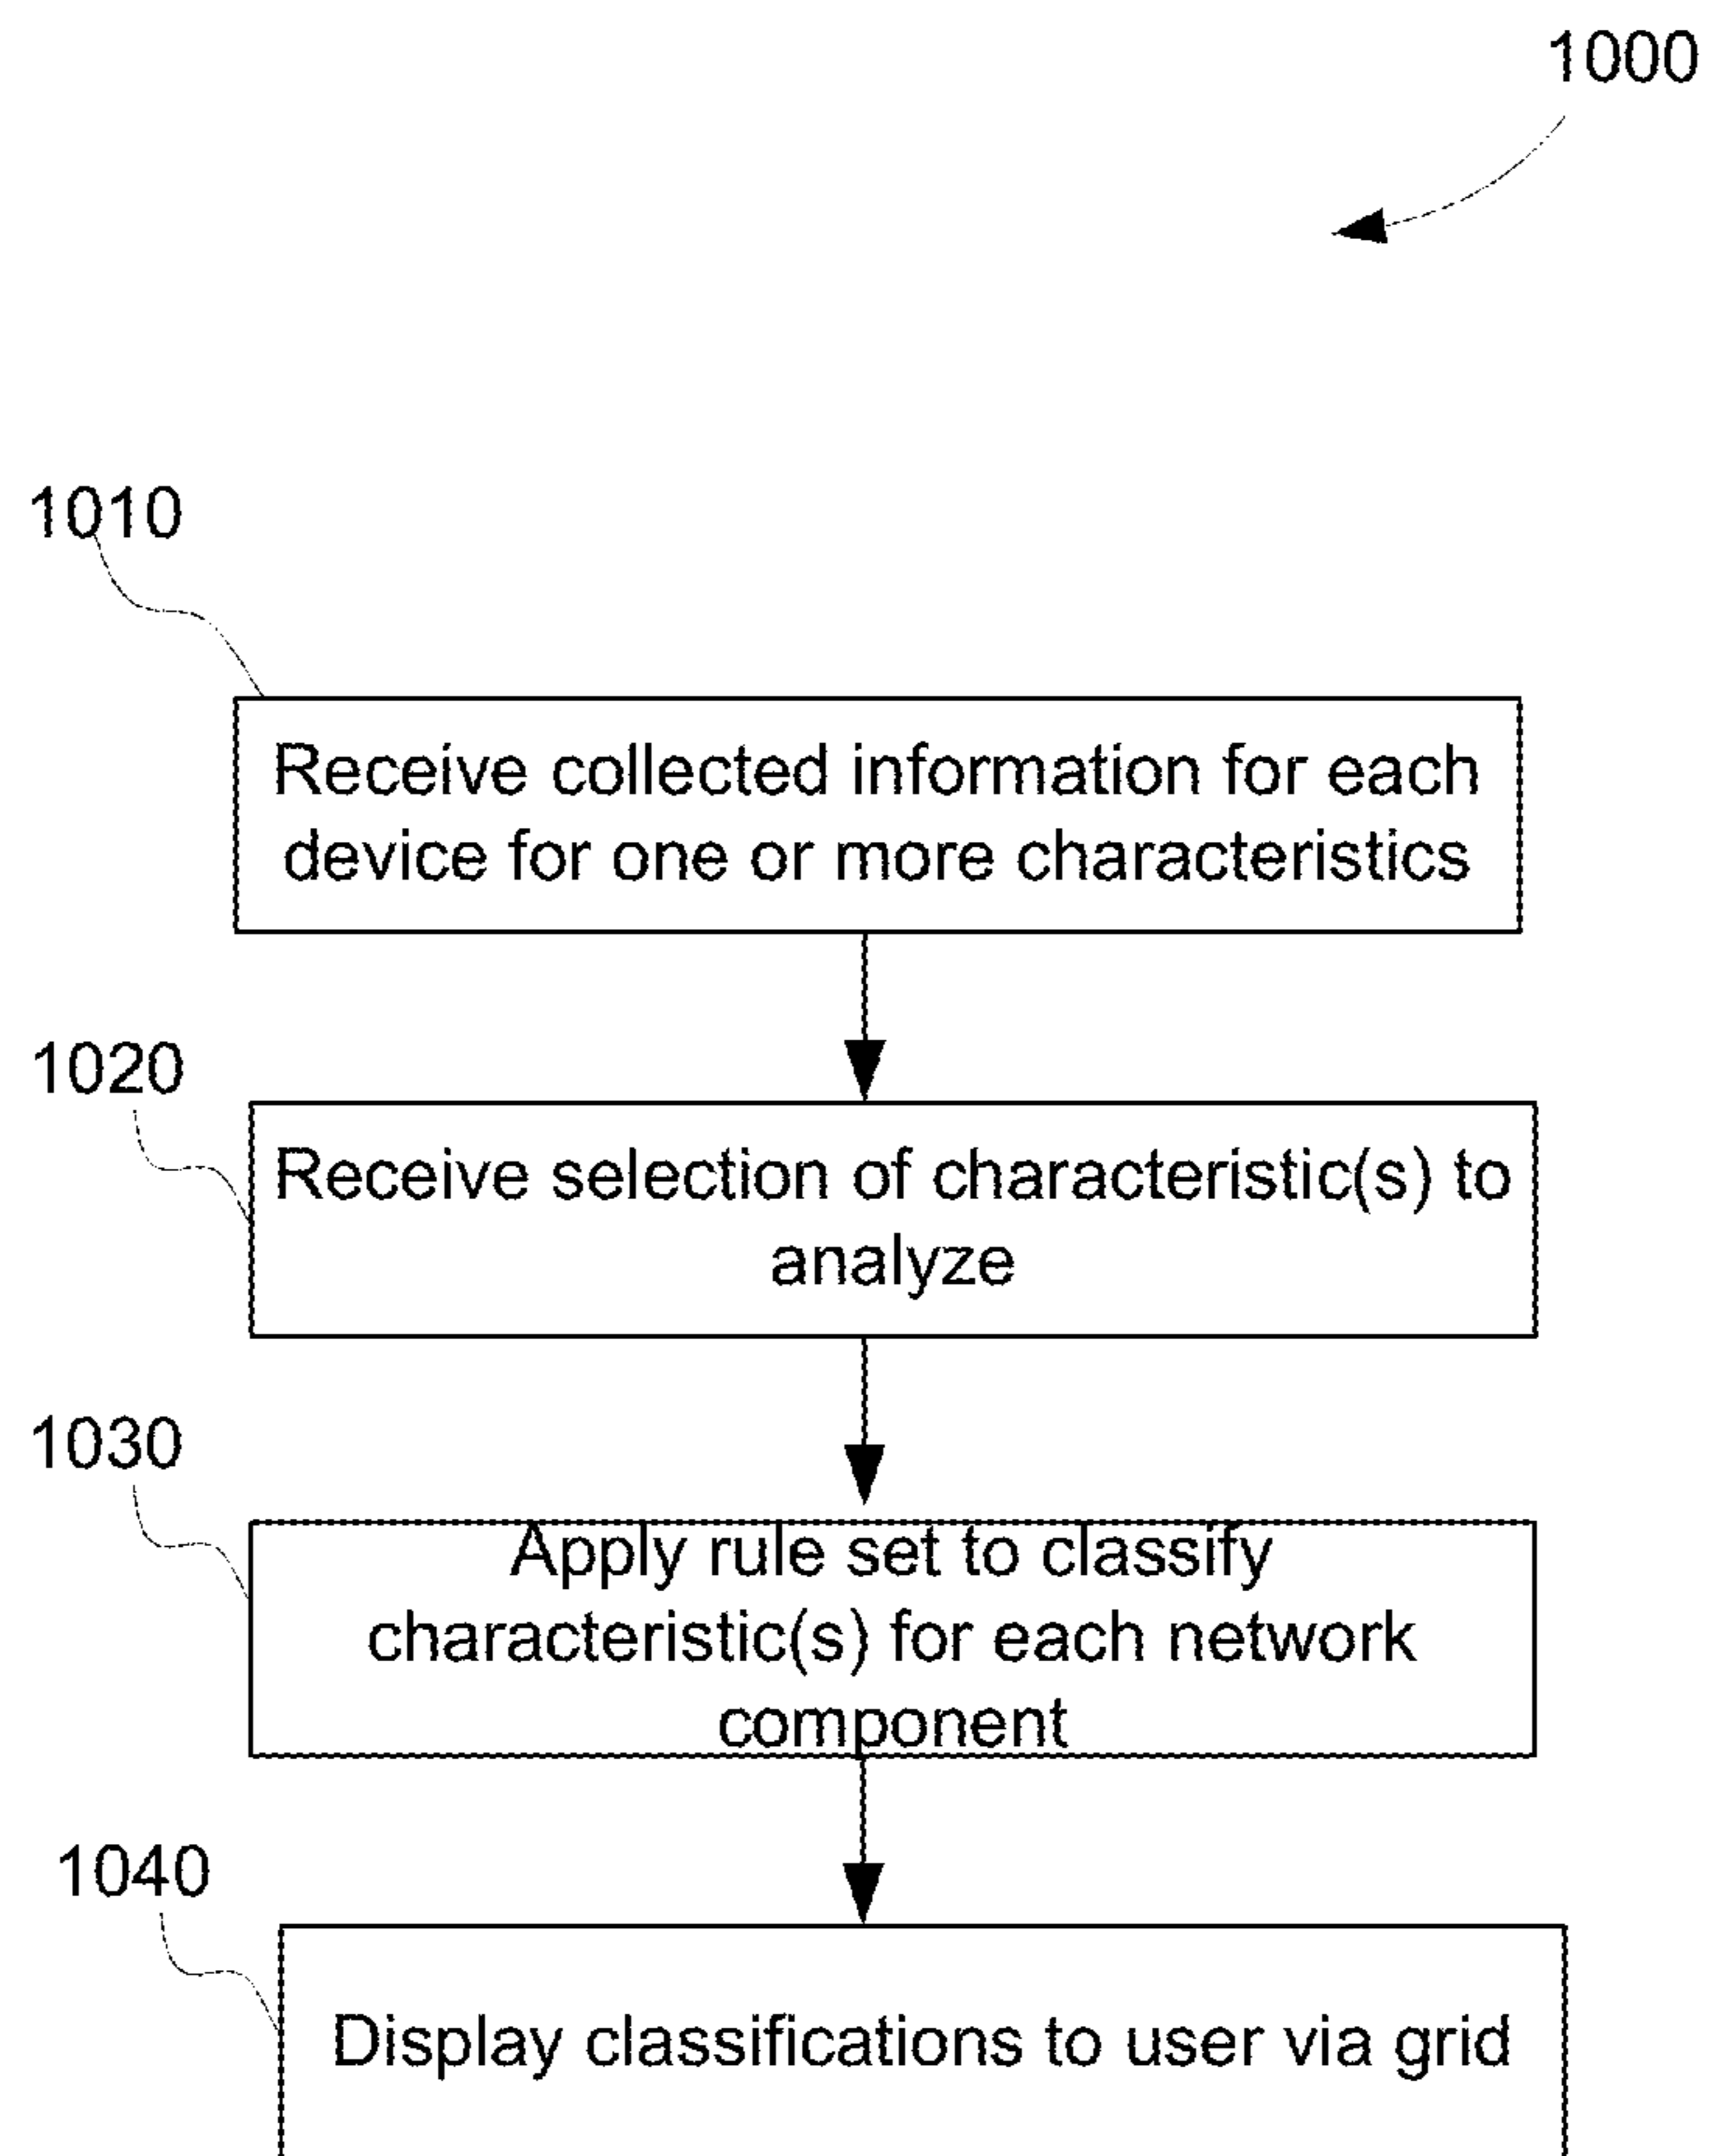 1000
1010
Receive collected information for each
device for one or more characteristics
1020
Receive selection of characteristic(s) to
analyze
1030
Apply rule set to classify
characteristic(s) for each network
component
1040
Display classifications to user via grid